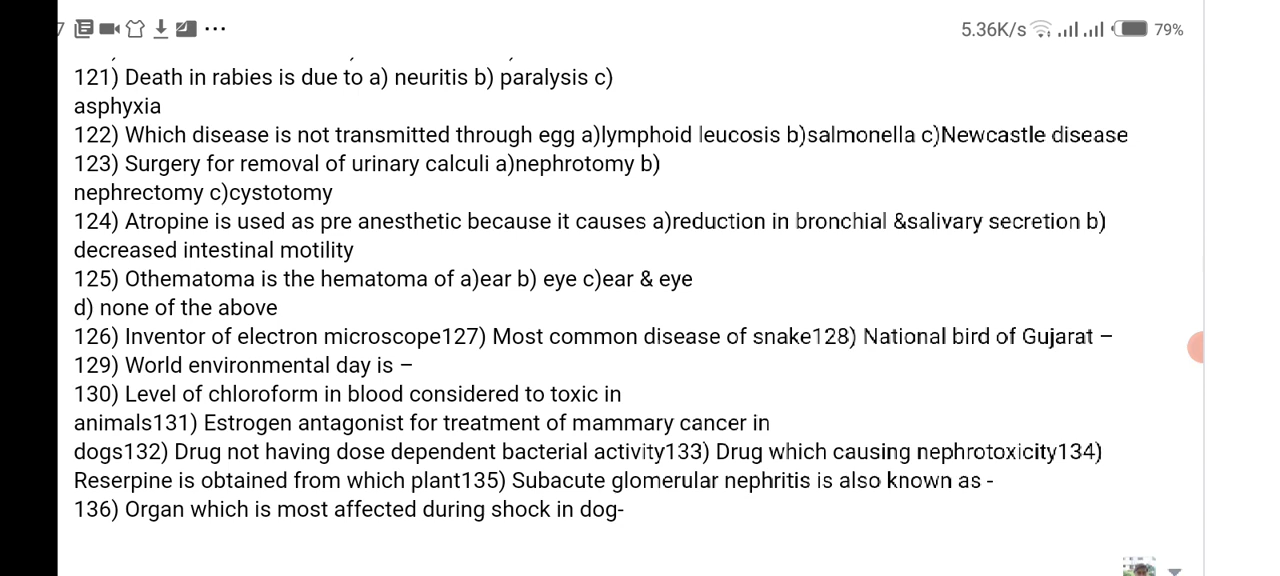 5.36K/s 79%
121) Death in rabies is due to a) neuritis b) paralysis c)
asphyxia
122) Which disease is not transmitted through egg a)lymphoid leucosis b)salmonella c)Newcastle disease
123) Surgery for removal of urinary calculi a)nephrotomy b)
nephrectomy c)cystotomy
124) Atropine is used as pre anesthetic because it causes a)reduction in bronchial &salivary secretion b)
decreased intestinal motility
125) Othematoma is the hematoma of a)ear b) eye c)ear & eye
d) none of the above
126) Inventor of electron microscope127) Most common disease of snake128) National bird of Gujarat –
129) World environmental day is –
130) Level of chloroform in blood considered to toxic in
animals131) Estrogen antagonist for treatment of mammary cancer in
dogs132) Drug not having dose dependent bacterial activity133) Drug which causing nephrotoxicity134)
Reserpine is obtained from which plant135) Subacute glomerular nephritis is also known as -
136) Organ which is most affected during shock in dog-